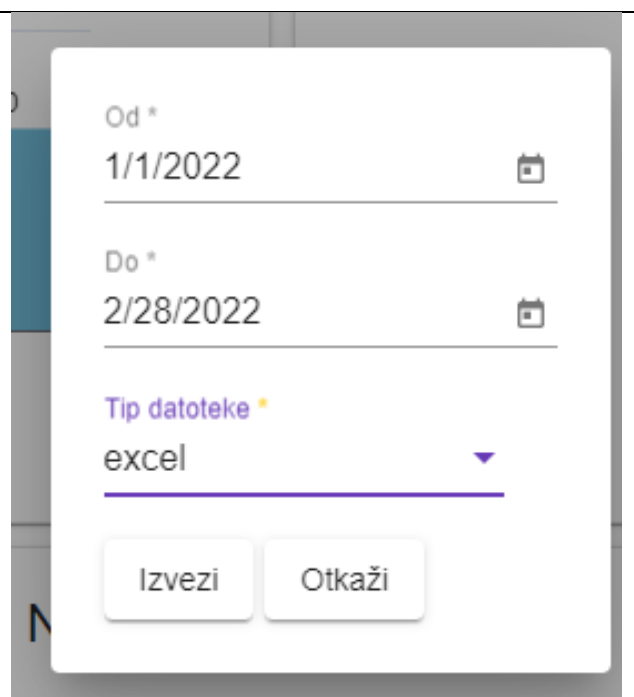 Od *
1/1/2022
Do *
2/28/2022
Tip datoteke *
excel
Izvezi Otkaži
N